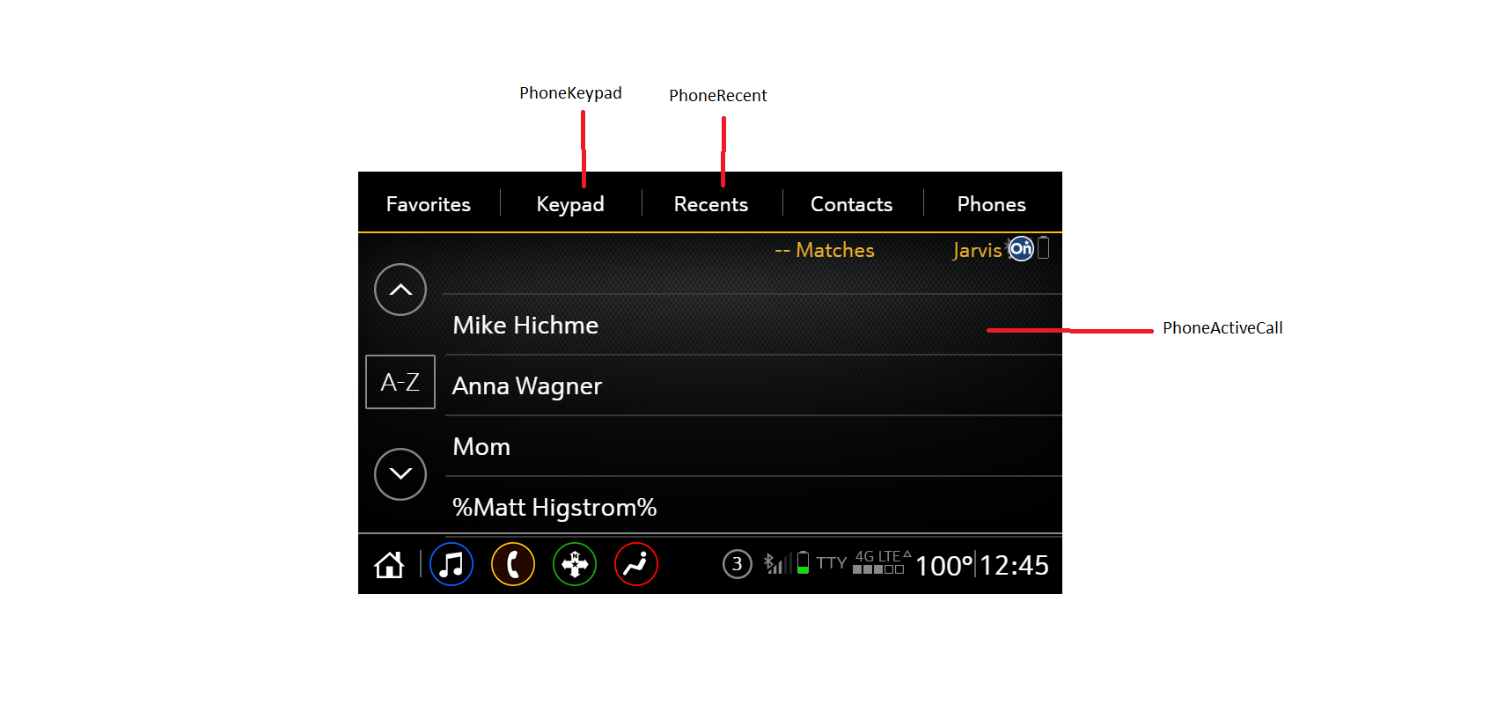 PhoneKeypad
PhoneRecent
Favorites
Keypad
Recents
Contacts
Phones
-- Matches
Jarvis
On
Mike Hichme
PhoneActiveCall
A-Z
Anna Wagner
Mom
%Matt Higstrom%
N
3
TTY
4G LTE
100°
12:45